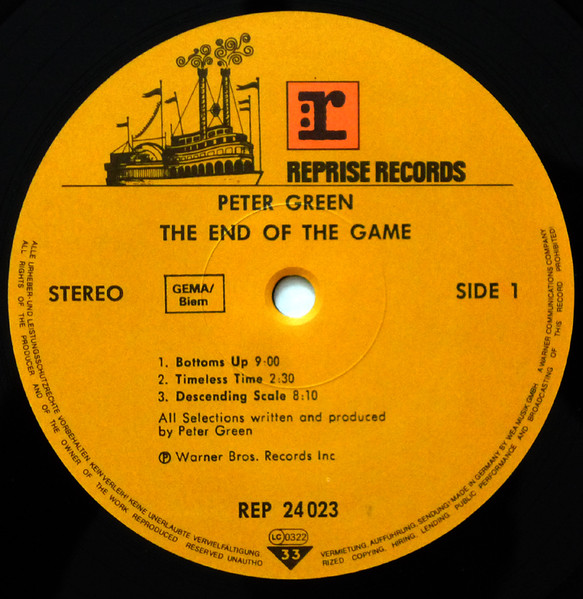 r
REPRISE RECORDS
PETER GREEN
THE END OF THE GAME
STEREO
GEMA/
Biem
SIDE 1
1. Bottoms Up 9:00
2. Timeless Time 2:30
3. Descending Scale 8:10
All Selections written and produced
by Peter Green
Ⓟ Warner Bros. Records Inc
REP 24 023
LC 0322
33
ALLE URHEBER- UND LEISTUNGSSCHUTZRECHTE VORBEHALTEN KEIN VERLEIH! KEINE UNERLAUBTE VERVIELFÄLTIGUNG.
VERMIETUNG, AUFFÜHRUNG, SENDUNG! MADE IN GERMANY BY WEA MUSIK GMBH · A WARNER COMMUNICATIONS COMPANY
ALL RIGHTS OF THE PRODUCER AND OF THE OWNER OF THE WORK REPRODUCED RESERVED UNAUTHO
RIZED COPYING, HIRING, LENDING, PUBLIC PERFORMANCE AND BROADCASTING OF THIS RECORD PROHIBITED!